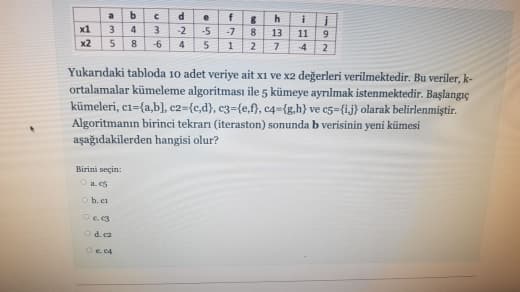 a b c d e f g h i j
x1 3 4 3 -2 -5 -7 8 13 11 9
x2 5 8 -6 4 5 1 2 7 -4 2
Yukarıdaki tabloda 10 adet veriye ait x1 ve x2 değerleri verilmektedir. Bu veriler, k-
ortalamalar kümeleme algoritması ile 5 kümeye ayrılmak istenmektedir. Başlangıç
kümeleri, c1={a,b], c2={c,d}, c3={e,f}, c4={g,h} ve c5={i,j} olarak belirlenmiştir.
Algoritmanın birinci tekrarı (iteraston) sonunda b verisinin yeni kümesi
aşağıdakilerden hangisi olur?
Birini seçin:
a. c5
b. c1
c. c3
d. c2
e. c4